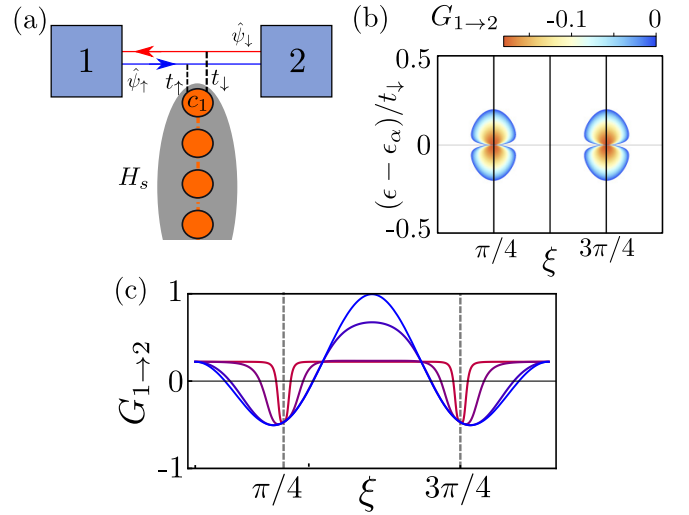 (a)
1
2
ψ̂↓
ψ̂↑
t↑
t↓
c₁
Hₛ
(b)
G₁→₂
-0.1
0
(ϵ − ϵα)/t↓
0.5
0
-0.5
π/4
ξ
3π/4
(c)
G₁→₂
1
0
-1
π/4
ξ
3π/4